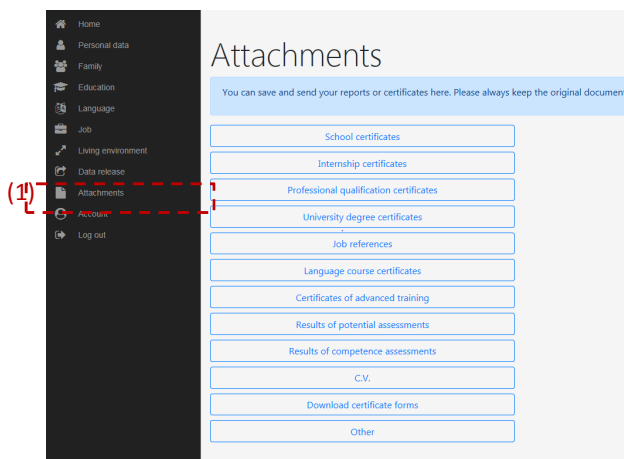 Home
Personal data
Family
Education
Language
Job
Living environment
Data release
(1)
Attachments
Account
Log out
Attachments
You can save and send your reports or certificates here. Please always keep the original document
School certificates
Internship certificates
Professional qualification certificates
University degree certificates
Job references
Language course certificates
Certificates of advanced training
Results of potential assessments
Results of competence assessments
C.V.
Download certificate forms
Other